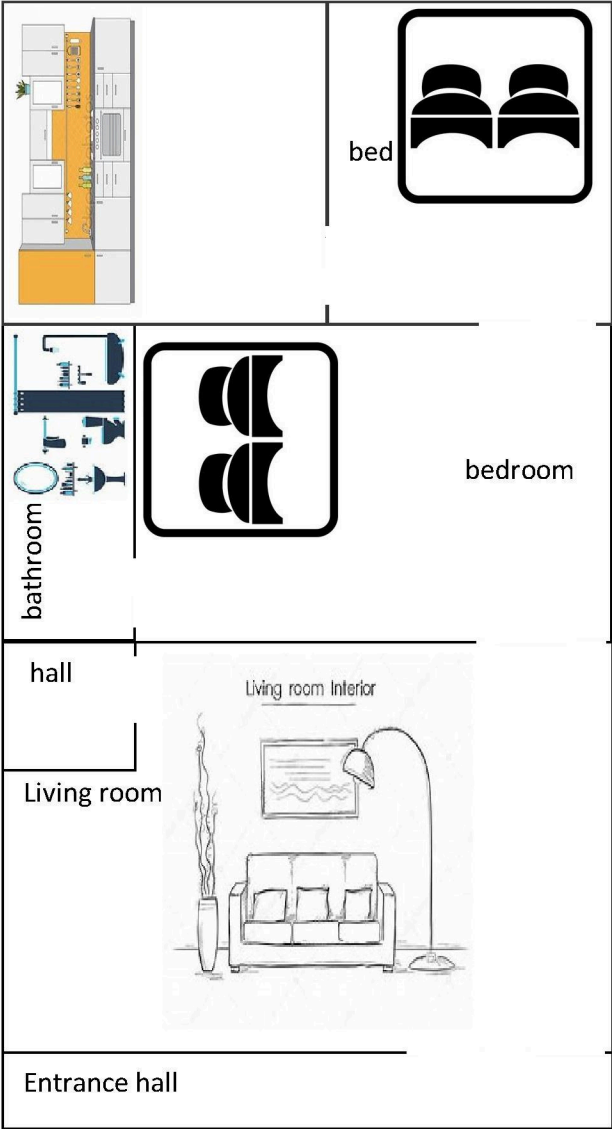 bed
bedroom
bathroom
hall
Living room Interior
Living room
Entrance hall